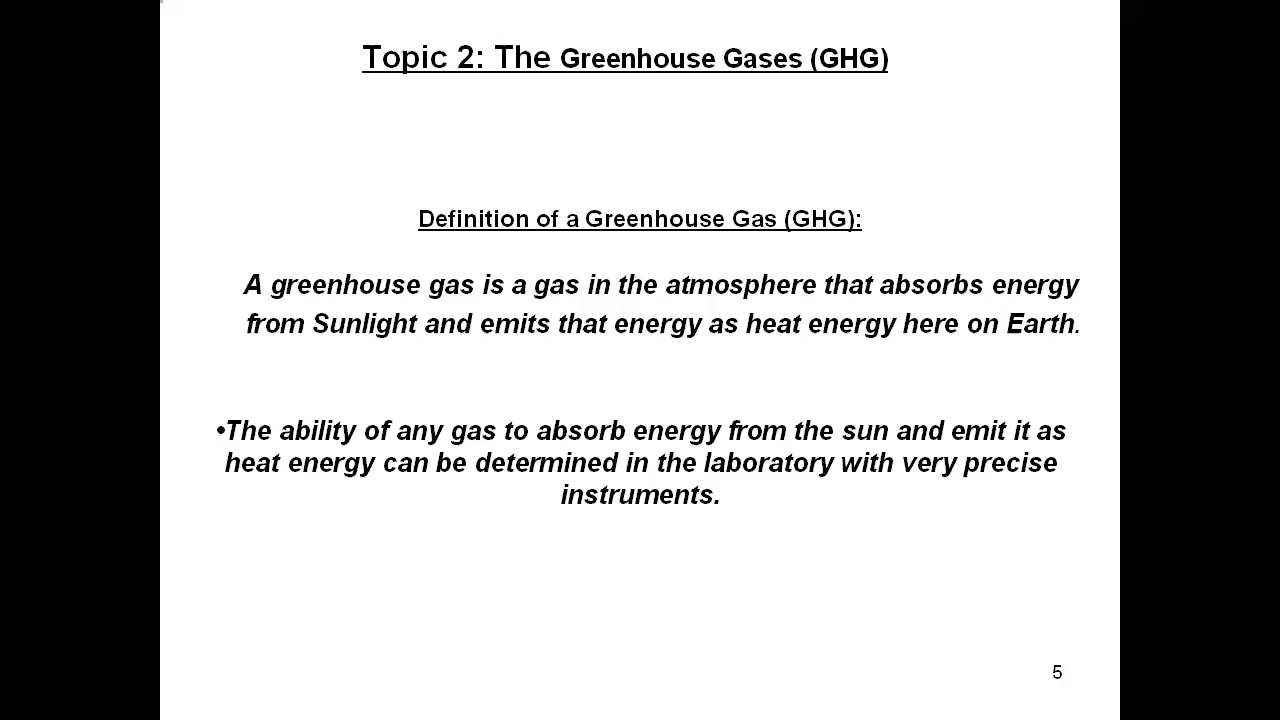 Topic 2: The Greenhouse Gases (GHG)
Definition of a Greenhouse Gas (GHG):
A greenhouse gas is a gas in the atmosphere that absorbs energy
from Sunlight and emits that energy as heat energy here on Earth.
•The ability of any gas to absorb energy from the sun and emit it as
heat energy can be determined in the laboratory with very precise
instruments.
5